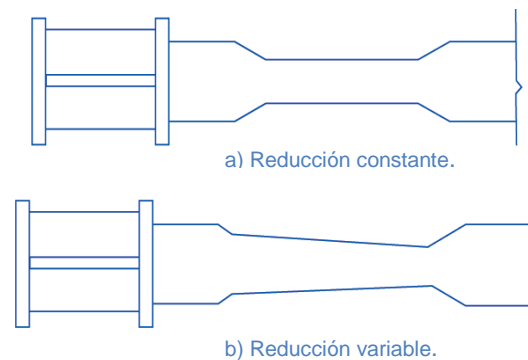 a) Reducción constante.
b) Reducción variable.